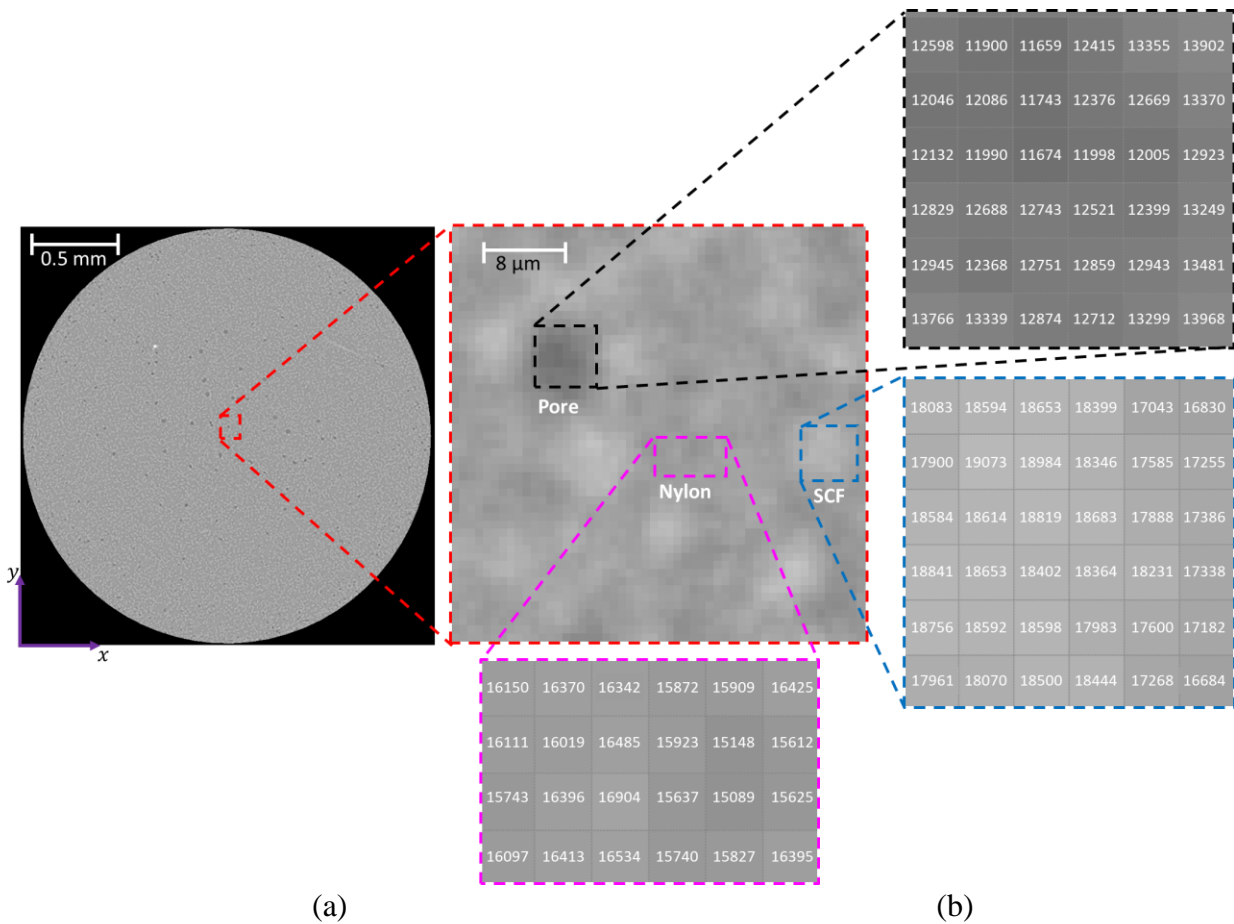 12598 11900 11659 12415 13355 13902
12046 12086 11743 12376 12669 13370
12132 11990 11674 11998 12005 12923
12829 12688 12743 12521 12399 13249
12945 12368 12751 12859 12943 13481
13766 13339 12874 12712 13299 13968
0.5 mm
8 µm
Pore
Nylon
SCF
y
x
18083 18594 18653 18399 17043 16830
17900 19073 18984 18346 17585 17255
18584 18614 18819 18683 17888 17386
18841 18653 18402 18364 18231 17338
18756 18592 18598 17983 17600 17182
17961 18070 18500 18444 17268 16684
16150 16370 16342 15872 15909 16425
16111 16019 16485 15923 15148 15612
15743 16396 16904 15637 15089 15625
16097 16413 16534 15740 15827 16395
(a)
(b)